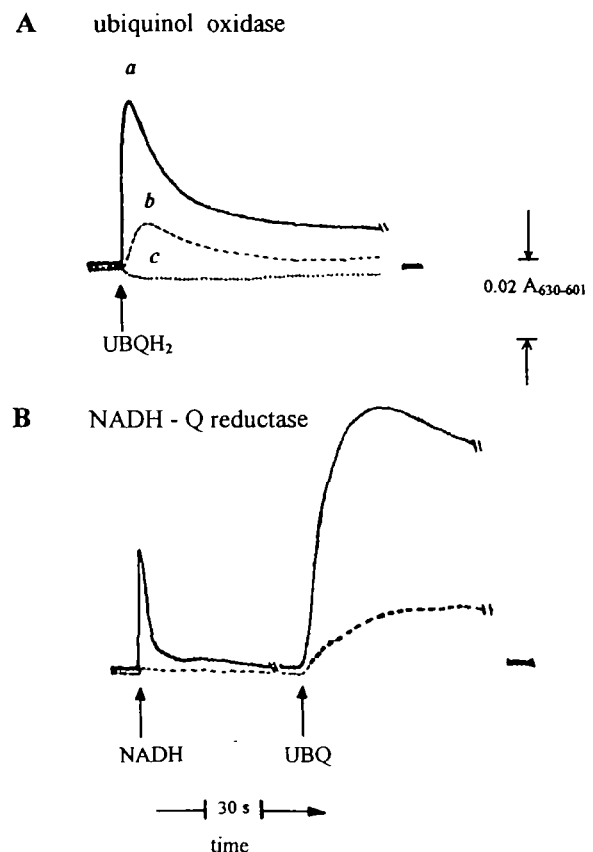 A ubiquinol oxidase
a
b
c
UBQH₂
0.02 A₆₃₀₋₆₀₁
B NADH - Q reductase
NADH
UBQ
30 s
time